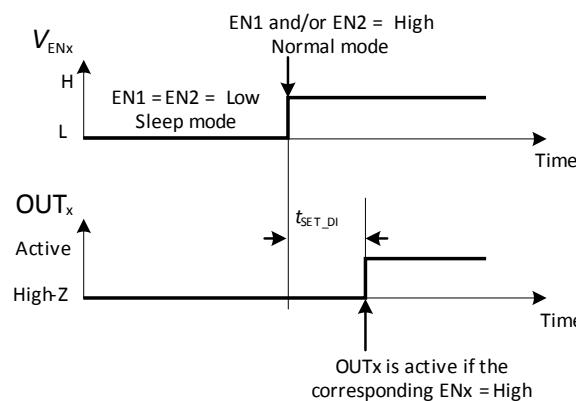 EN1 and/or EN2 = High
Normal mode
VENx
H
EN1 = EN2 = Low
Sleep mode
L
Time
OUTx
tSET_DI
Active
High-Z
Time
OUTx is active if the
corresponding ENx = High